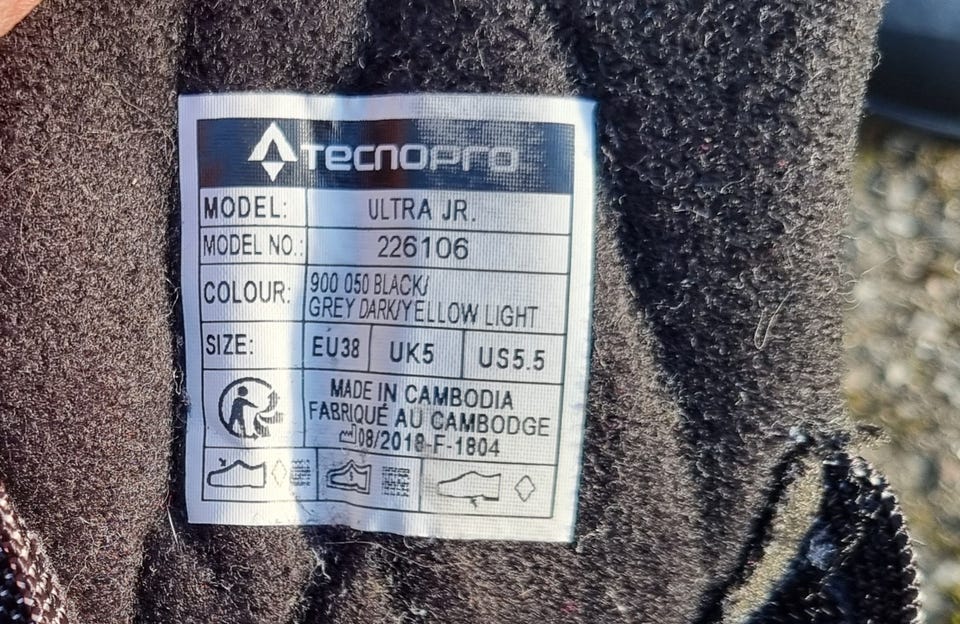 TECNOPRO
MODEL: ULTRA JR.
MODEL NO.: 226106
COLOUR: 900 050 BLACK/
GREY DARK/YELLOW LIGHT
SIZE: EU38 UK5 US5.5
MADE IN CAMBODIA
FABRIQUÉ AU CAMBODGE
08/2018-F-1804